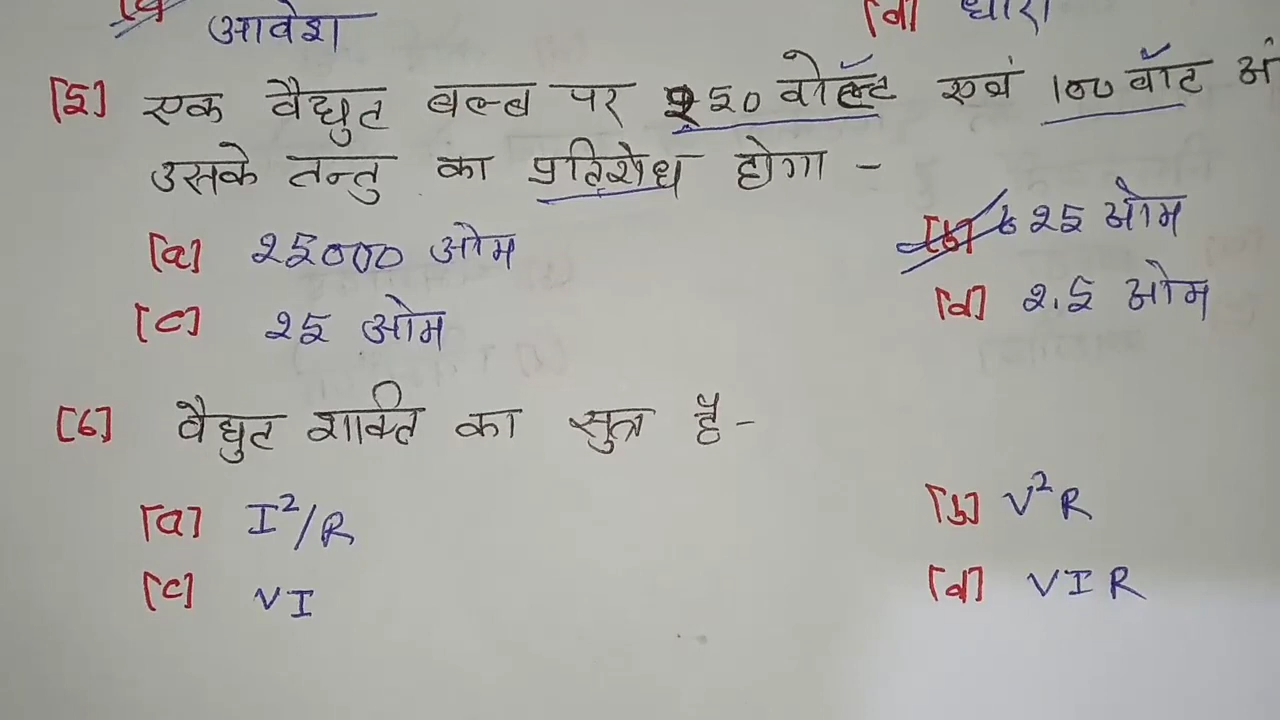 आवेश
[d] धारा
[5] एक वैद्युत बल्ब पर 250 वोल्ट एवं 100 वॉट अं
उसके तन्तु का प्रतिरोध होगा -
[a] 25000 ओम
[b] 625 ओम
[c] 25 ओम
[d] 2.5 ओम
[6] वैद्युत शक्ति का सुत्र है -
[a] I²/R
[b] V²R
[c] VI
[d] VIR